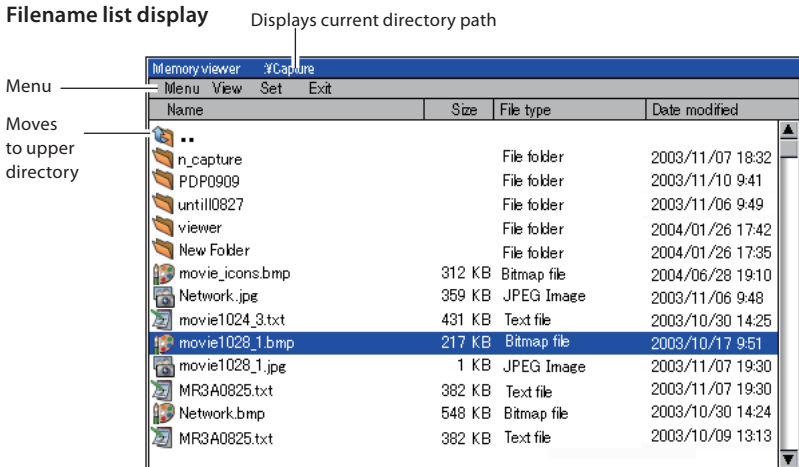 Filename list display
Displays current directory path
Memory viewer :¥Capture
Menu
Menu View Set Exit
Name Size File type Date modified
Moves
to upper
directory
..
n_capture File folder 2003/11/07 18:32
PDP0909 File folder 2003/11/10 9:41
untill0827 File folder 2003/11/06 9:49
viewer File folder 2004/01/26 17:42
New Folder File folder 2004/01/26 17:35
movie_icons.bmp 312 KB Bitmap file 2004/06/28 19:10
Network.jpg 359 KB JPEG Image 2003/11/06 9:48
movie1024_3.txt 431 KB Text file 2003/10/30 14:25
movie1028_1.bmp 217 KB Bitmap file 2003/10/17 9:51
movie1028_1.jpg 1 KB JPEG Image 2003/11/07 19:30
MR3A0825.txt 382 KB Text file 2003/11/07 19:30
Network.bmp 548 KB Bitmap file 2003/10/30 14:24
MR3A0825.txt 382 KB Text file 2003/10/09 13:13